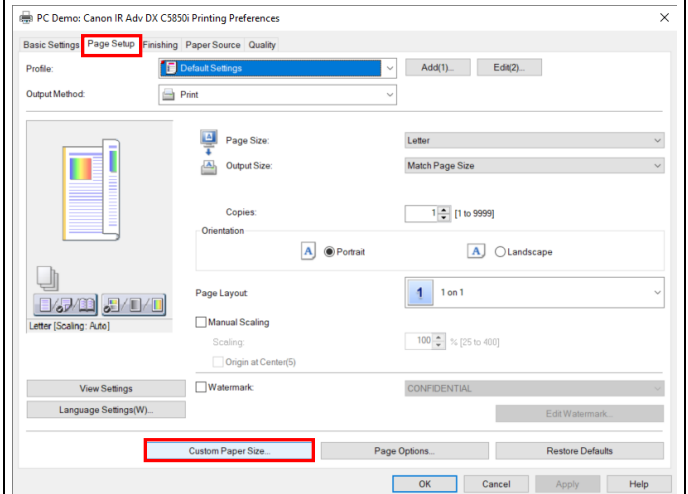 PC Demo: Canon IR Adv DX C5850i Printing Preferences
Basic Settings Page Setup Finishing Paper Source Quality
Profile: Default Settings Add(1)... Edit(2)...
Output Method: Print
Page Size: Letter
Output Size: Match Page Size
Copies: 1 [1 to 9999]
Orientation
A Portrait A Landscape
Page Layout: 1 1 on 1
Letter [Scaling: Auto]
Manual Scaling
Scaling: 100 % [25 to 400]
Origin at Center(5)
View Settings Watermark: CONFIDENTIAL
Language Settings(W)... Edit Watermark...
Custom Paper Size... Page Options... Restore Defaults
OK Cancel Apply Help